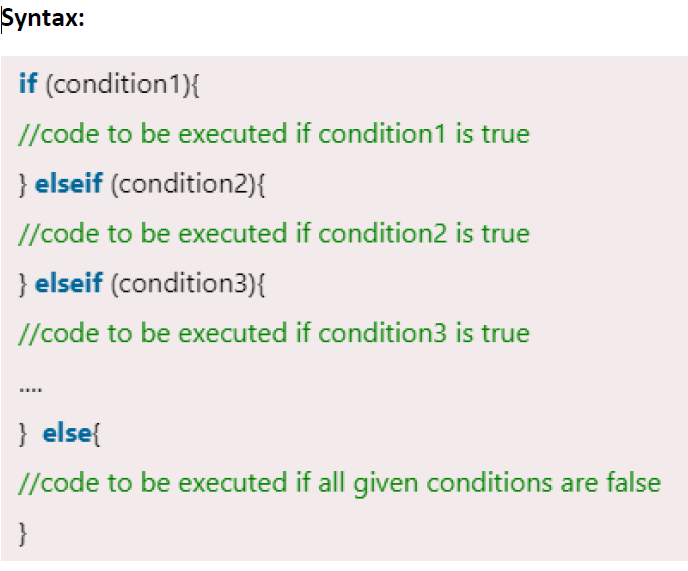 Syntax:
if (condition1){
//code to be executed if condition1 is true
} elseif (condition2){
//code to be executed if condition2 is true
} elseif (condition3){
//code to be executed if condition3 is true
....
}  else{
//code to be executed if all given conditions are false
}